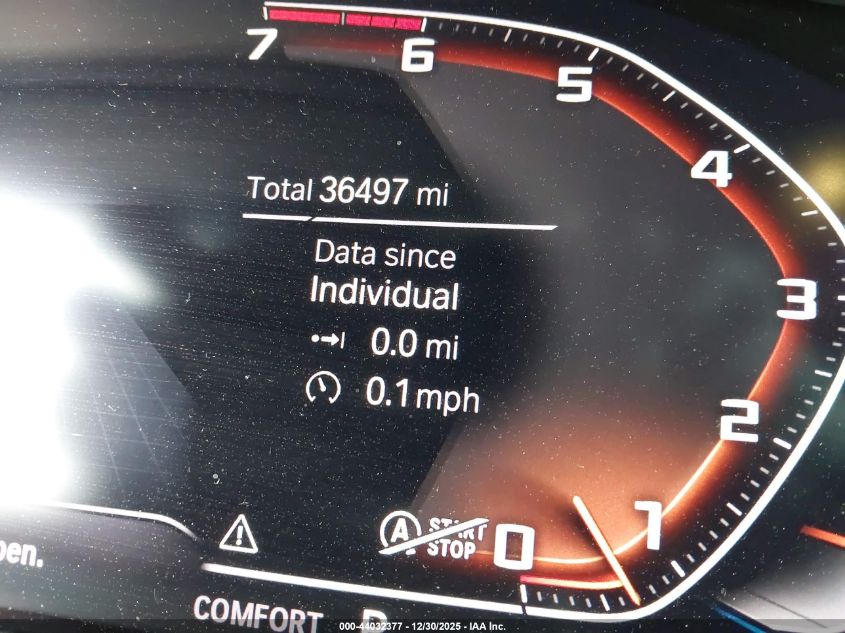 7
6
5
4
3
2
1
0
Total 36497 mi
Data since
Individual
0.0 mi
0.1 mph
A START
STOP
pen.
COMFORT P
000-44032377 - 12/30/2025 - IAA Inc.